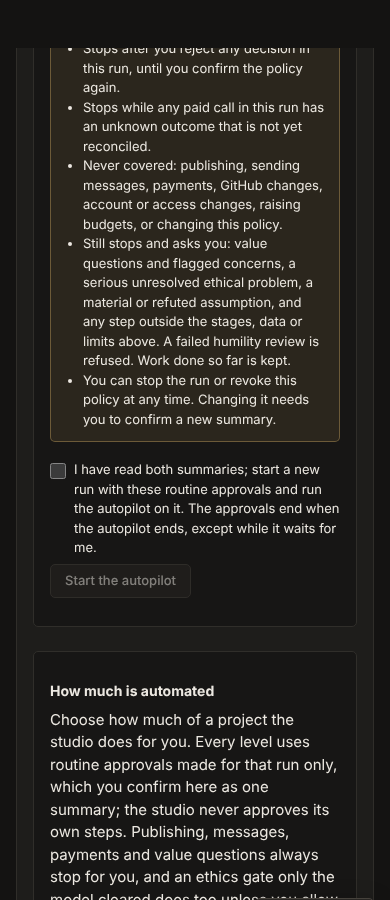 Stops after you reject any decision in
this run, until you confirm the policy
again.
Stops while any paid call in this run has
an unknown outcome that is not yet
reconciled.
Never covered: publishing, sending
messages, payments, GitHub changes,
account or access changes, raising
budgets, or changing this policy.
Still stops and asks you: value
questions and flagged concerns, a
serious unresolved ethical problem, a
material or refuted assumption, and
any step outside the stages, data or
limits above. A failed humility review is
refused. Work done so far is kept.
You can stop the run or revoke this
policy at any time. Changing it needs
you to confirm a new summary.
I have read both summaries; start a new
run with these routine approvals and run
the autopilot on it. The approvals end when
the autopilot ends, except while it waits for
me.
Start the autopilot
How much is automated
Choose how much of a project the
studio does for you. Every level uses
routine approvals made for that run only,
which you confirm here as one
summary; the studio never approves its
own steps. Publishing, messages,
payments and value questions always
stop for you, and an ethics gate only the
model cleared does too unless you allow